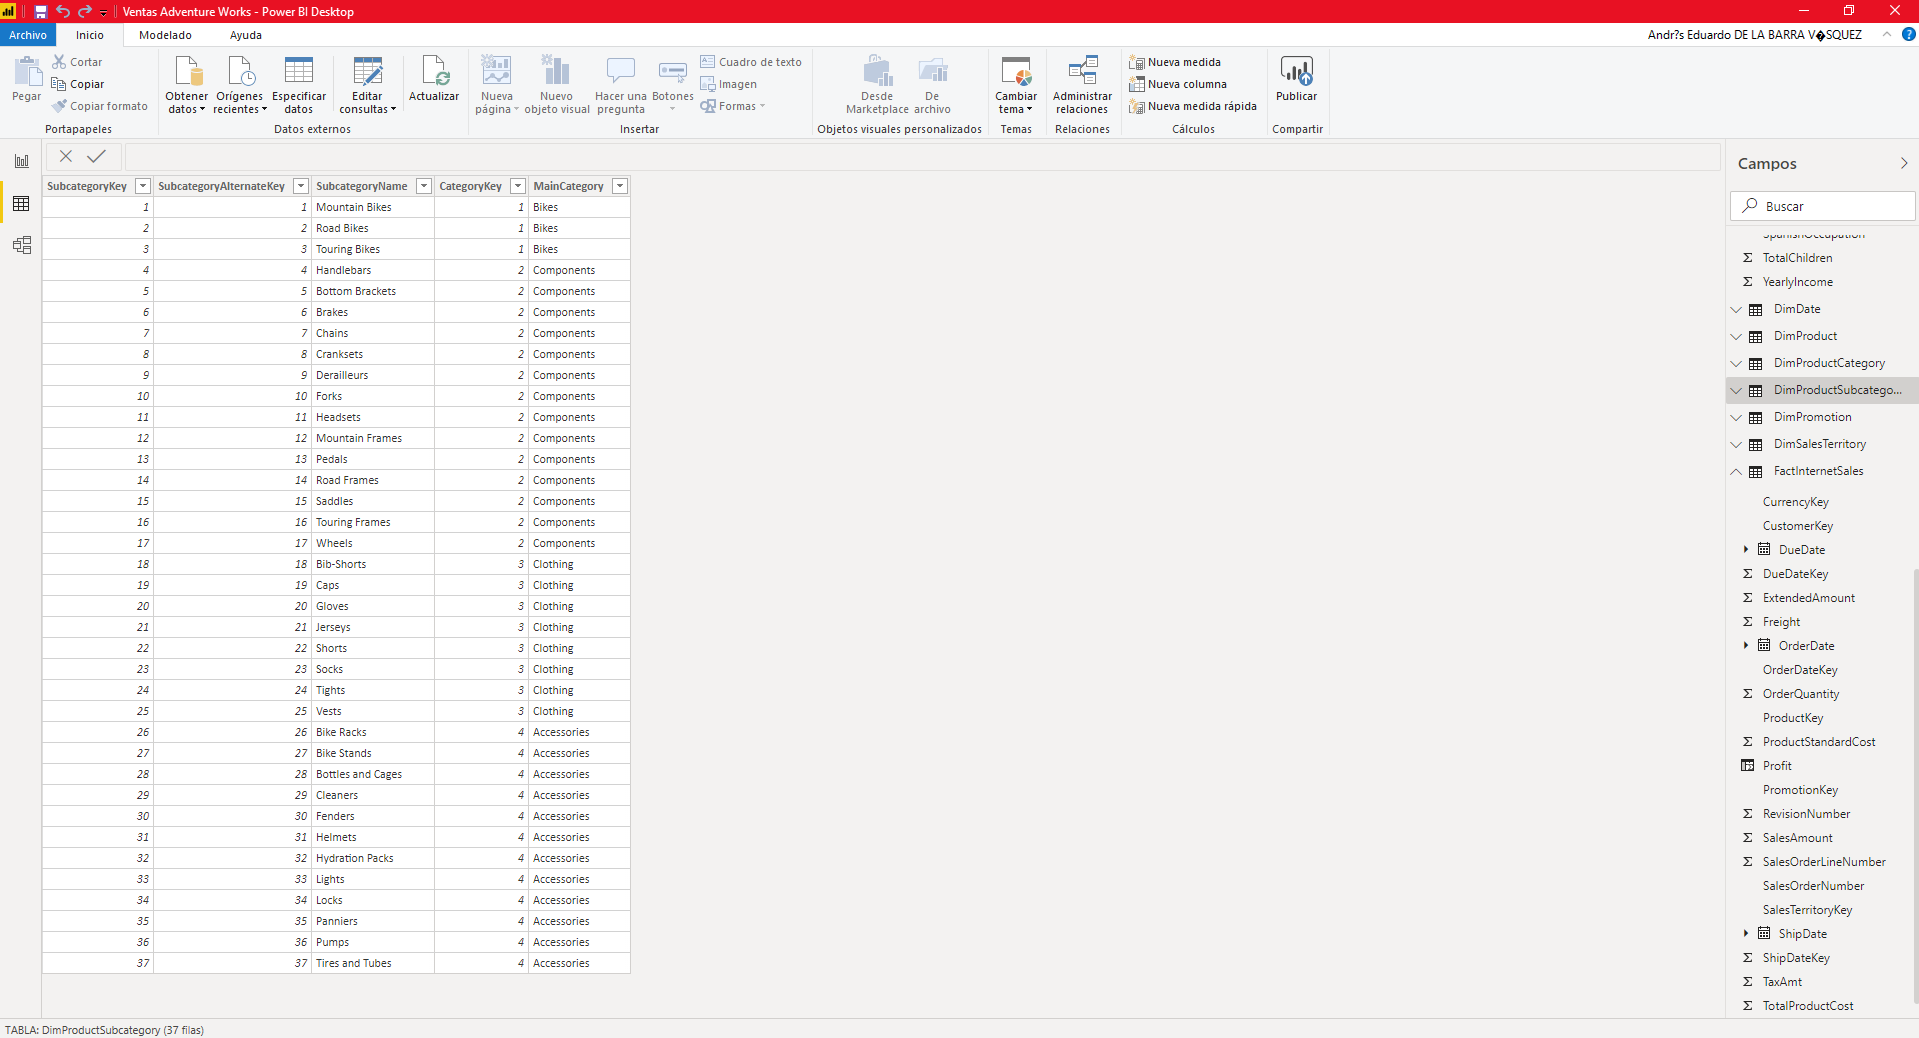 Ventas Adventure Works - Power BI Desktop
Archivo Inicio Modelado Ayuda
Andr?s Eduardo DE LA BARRA V�SQUEZ
Pegar
Cortar
Copiar
Copiar formato
Portapapeles
Obtener datos
Orígenes recientes
Especificar datos
Datos externos
Editar consultas
Actualizar
Nueva página
Nuevo objeto visual
Hacer una pregunta
Botones
Cuadro de texto
Imagen
Formas
Insertar
Desde Marketplace
De archivo
Objetos visuales personalizados
Cambiar tema
Temas
Administrar relaciones
Relaciones
Nueva medida
Nueva columna
Nueva medida rápida
Cálculos
Publicar
Compartir
SubcategoryKey SubcategoryAlternateKey SubcategoryName CategoryKey MainCategory
1 1 Mountain Bikes 1 Bikes
2 2 Road Bikes 1 Bikes
3 3 Touring Bikes 1 Bikes
4 4 Handlebars 2 Components
5 5 Bottom Brackets 2 Components
6 6 Brakes 2 Components
7 7 Chains 2 Components
8 8 Cranksets 2 Components
9 9 Derailleurs 2 Components
10 10 Forks 2 Components
11 11 Headsets 2 Components
12 12 Mountain Frames 2 Components
13 13 Pedals 2 Components
14 14 Road Frames 2 Components
15 15 Saddles 2 Components
16 16 Touring Frames 2 Components
17 17 Wheels 2 Components
18 18 Bib-Shorts 3 Clothing
19 19 Caps 3 Clothing
20 20 Gloves 3 Clothing
21 21 Jerseys 3 Clothing
22 22 Shorts 3 Clothing
23 23 Socks 3 Clothing
24 24 Tights 3 Clothing
25 25 Vests 3 Clothing
26 26 Bike Racks 4 Accessories
27 27 Bike Stands 4 Accessories
28 28 Bottles and Cages 4 Accessories
29 29 Cleaners 4 Accessories
30 30 Fenders 4 Accessories
31 31 Helmets 4 Accessories
32 32 Hydration Packs 4 Accessories
33 33 Lights 4 Accessories
34 34 Locks 4 Accessories
35 35 Panniers 4 Accessories
36 36 Pumps 4 Accessories
37 37 Tires and Tubes 4 Accessories
Campos
Buscar
SpanishOccupation
TotalChildren
YearlyIncome
DimDate
DimProduct
DimProductCategory
DimProductSubcatego...
DimPromotion
DimSalesTerritory
FactInternetSales
CurrencyKey
CustomerKey
DueDate
DueDateKey
ExtendedAmount
Freight
OrderDate
OrderDateKey
OrderQuantity
ProductKey
ProductStandardCost
Profit
PromotionKey
RevisionNumber
SalesAmount
SalesOrderLineNumber
SalesOrderNumber
SalesTerritoryKey
ShipDate
ShipDateKey
TaxAmt
TotalProductCost
TABLA: DimProductSubcategory (37 filas)